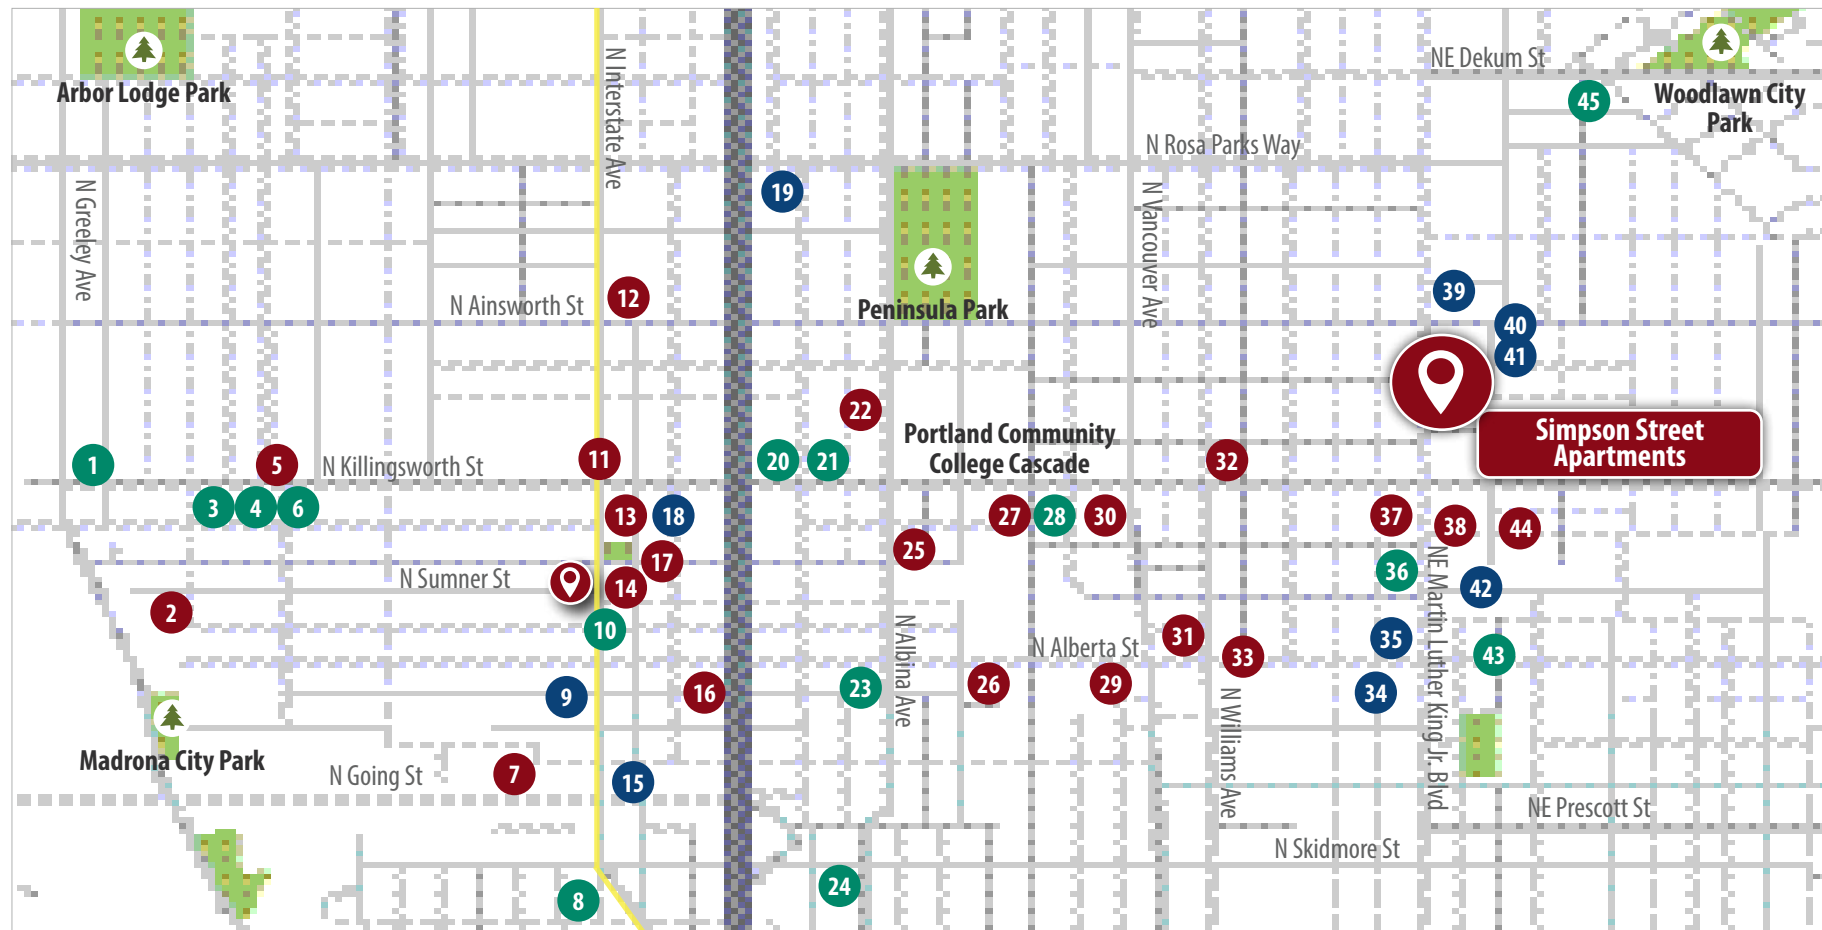 Arbor Lodge Park
N Interstate Ave
NE Dekum St
Woodlawn City
Park
45
N Rosa Parks Way
N Greeley Ave
19
N Vancouver Ave
12
N Ainsworth St
Peninsula Park
39
40
41
22
Simpson Street
Apartments
Portland Community
College Cascade
1
5
N Killingsworth St
11
20
21
32
3
4
6
13
18
27
28
30
37
38
44
25
17
N Sumner St
14
36
42
2
10
N Albina Ave
N Alberta St
31
33
35
43
NE Martin Luther King Jr. Blvd
9
16
23
26
29
34
N Williams Ave
Madrona City Park
N Going St
7
15
NE Prescott St
N Skidmore St
8
24